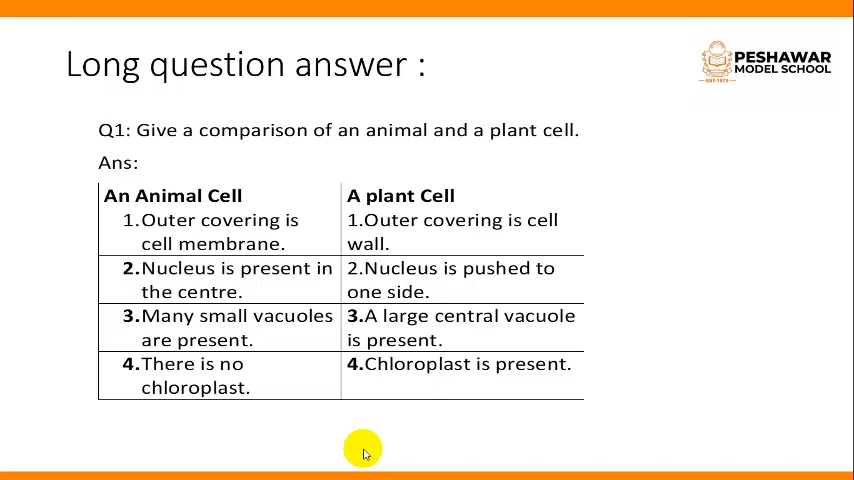 Long question answer :
PESHAWAR
MODEL SCHOOL
Q1: Give a comparison of an animal and a plant cell.
Ans:
An Animal Cell
A plant Cell
1.Outer covering is
cell membrane.
1.Outer covering is cell
wall.
2.Nucleus is present in
the centre.
2.Nucleus is pushed to
one side.
3.Many small vacuoles
are present.
3.A large central vacuole
is present.
4.There is no
chloroplast.
4.Chloroplast is present.